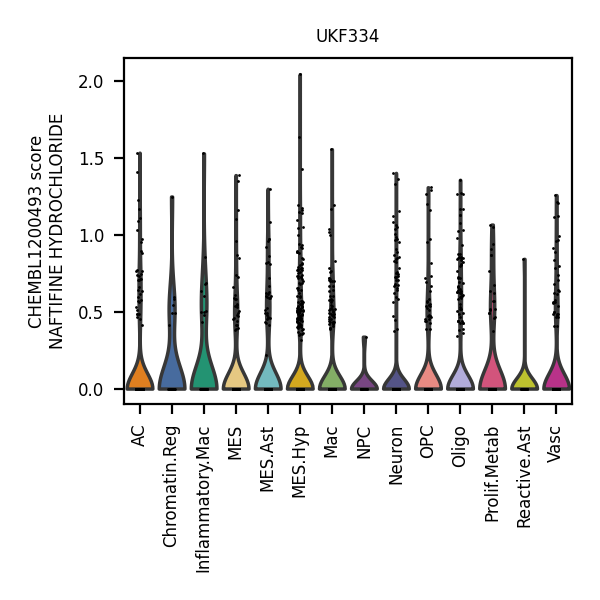 UKF334
CHEMBL1200493 score
NAFTIFINE HYDROCHLORIDE
2.0
1.5
1.0
0.5
0.0
AC
Chromatin.Reg
Inflammatory.Mac
MES
MES.Ast
MES.Hyp
Mac
NPC
Neuron
OPC
Oligo
Prolif.Metab
Reactive.Ast
Vasc